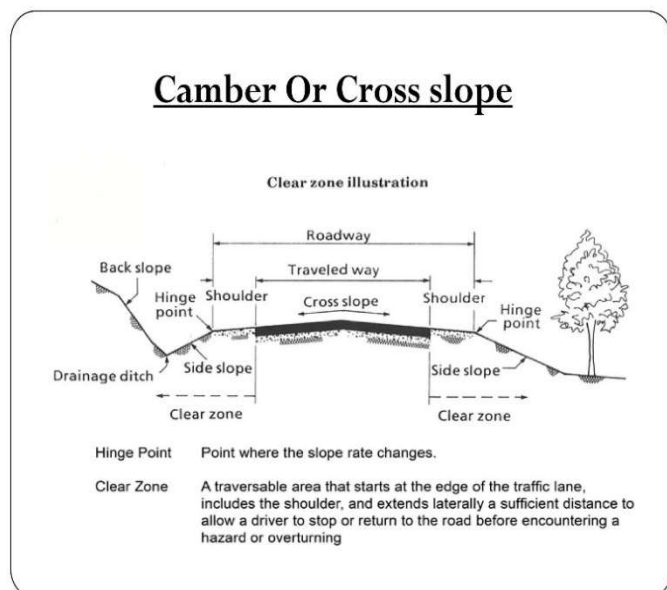 Camber Or Cross slope
Clear zone illustration
Roadway
Traveled way
Back slope
Hinge point
Shoulder
Cross slope
Shoulder
Hinge point
Drainage ditch
Side slope
Side slope
Clear zone
Clear zone
Hinge Point Point where the slope rate changes.
Clear Zone A traversable area that starts at the edge of the traffic lane,
includes the shoulder, and extends laterally a sufficient distance to
allow a driver to stop or return to the road before encountering a
hazard or overturning